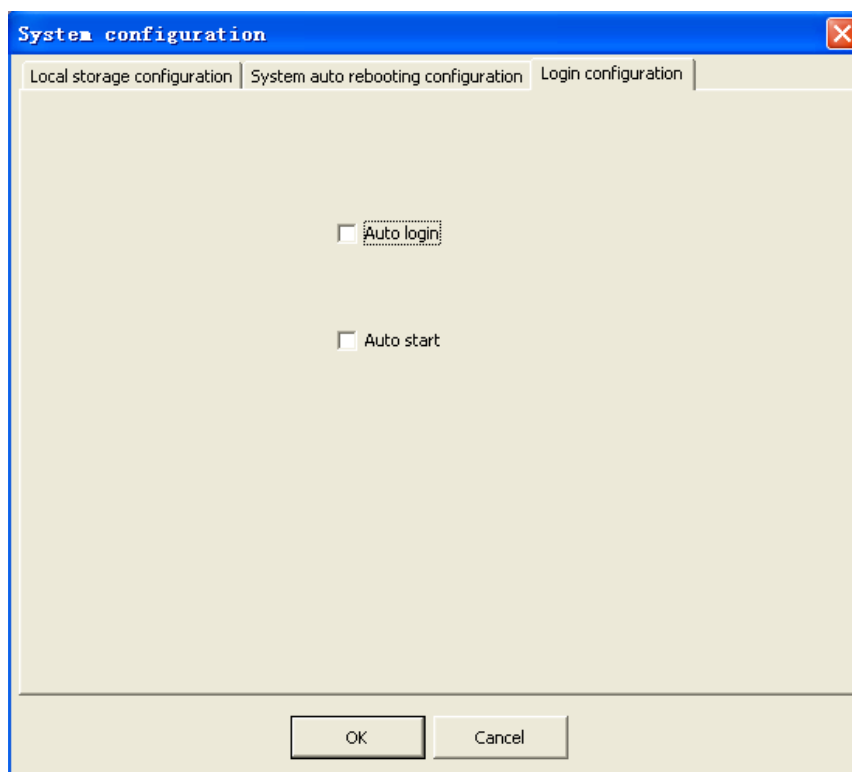 System configuration
Local storage configuration System auto rebooting configuration Login configuration
Auto login
Auto start
OK Cancel